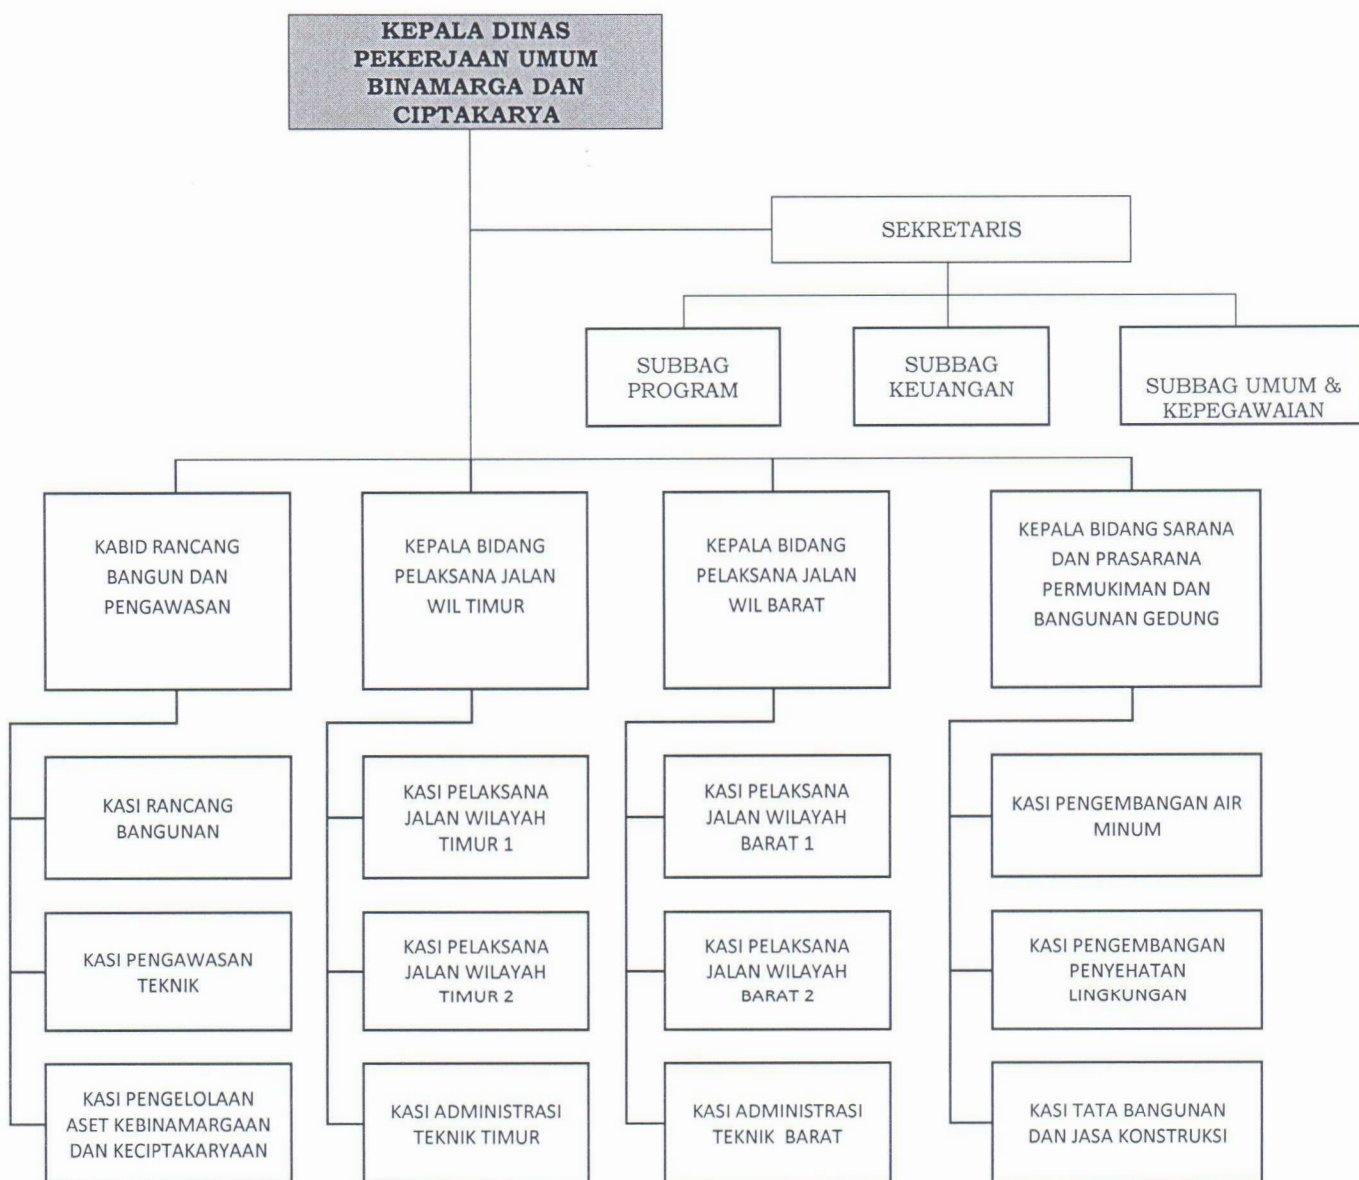 KEPALA DINAS
PEKERJAAN UMUM
BINAMARGA DAN
CIPTAKARYA
SEKRETARIS
SUBBAG
PROGRAM
SUBBAG
KEUANGAN
SUBBAG UMUM &
KEPEGAWAIAN
KABID RANCANG
BANGUN DAN
PENGAWASAN
KEPALA BIDANG
PELAKSANA JALAN
WIL TIMUR
KEPALA BIDANG
PELAKSANA JALAN
WIL BARAT
KEPALA BIDANG SARANA
DAN PRASARANA
PERMUKIMAN DAN
BANGUNAN GEDUNG
KASI RANCANG
BANGUNAN
KASI PELAKSANA
JALAN WILAYAH
TIMUR 1
KASI PELAKSANA
JALAN WILAYAH
BARAT 1
KASI PENGEMBANGAN AIR
MINUM
KASI PENGAWASAN
TEKNIK
KASI PELAKSANA
JALAN WILAYAH
TIMUR 2
KASI PELAKSANA
JALAN WILAYAH
BARAT 2
KASI PENGEMBANGAN
PENYEHATAN
LINGKUNGAN
KASI PENGELOLAAN
ASET KEBINAMARGAAN
DAN KECIPTAKARYAAN
KASI ADMINISTRASI
TEKNIK TIMUR
KASI ADMINISTRASI
TEKNIK BARAT
KASI TATA BANGUNAN
DAN JASA KONSTRUKSI